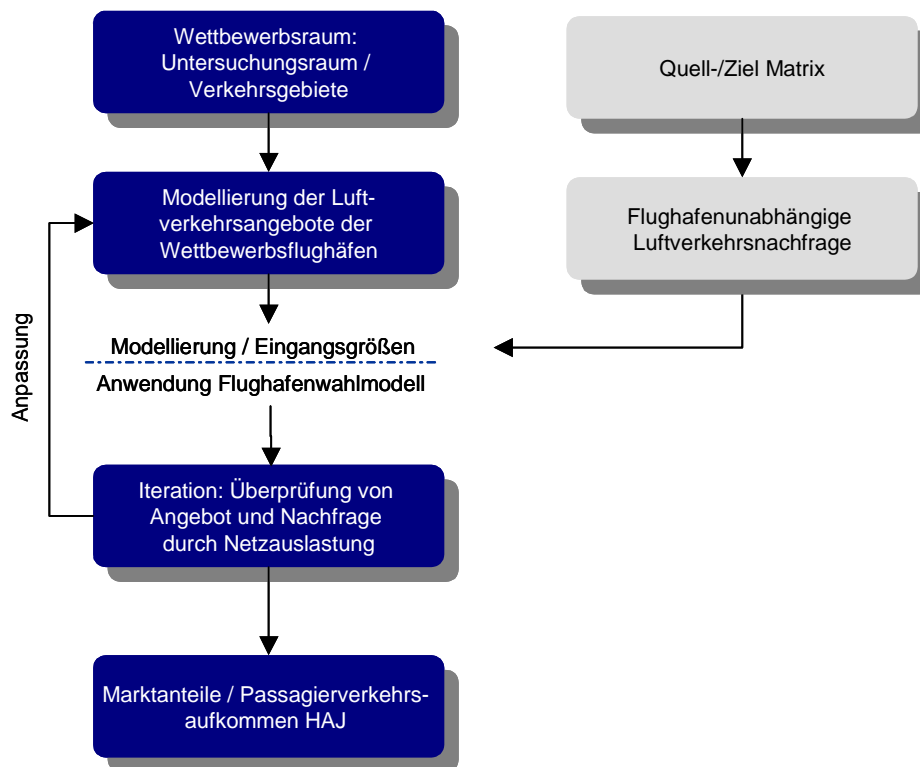 Wettbewerbsraum:
Untersuchungsraum /
Verkehrsgebiete
Quell-/Ziel Matrix
Modellierung der Luft-
verkehrsangebote der
Wettbewerbsflughäfen
Flughafenunabhängige
Luftverkehrsnachfrage
Anpassung
Modellierung / Eingangsgrößen
Anwendung Flughafenwahlmodell
Iteration: Überprüfung von
Angebot und Nachfrage
durch Netzauslastung
Marktanteile / Passagierverkehrs-
aufkommen HAJ